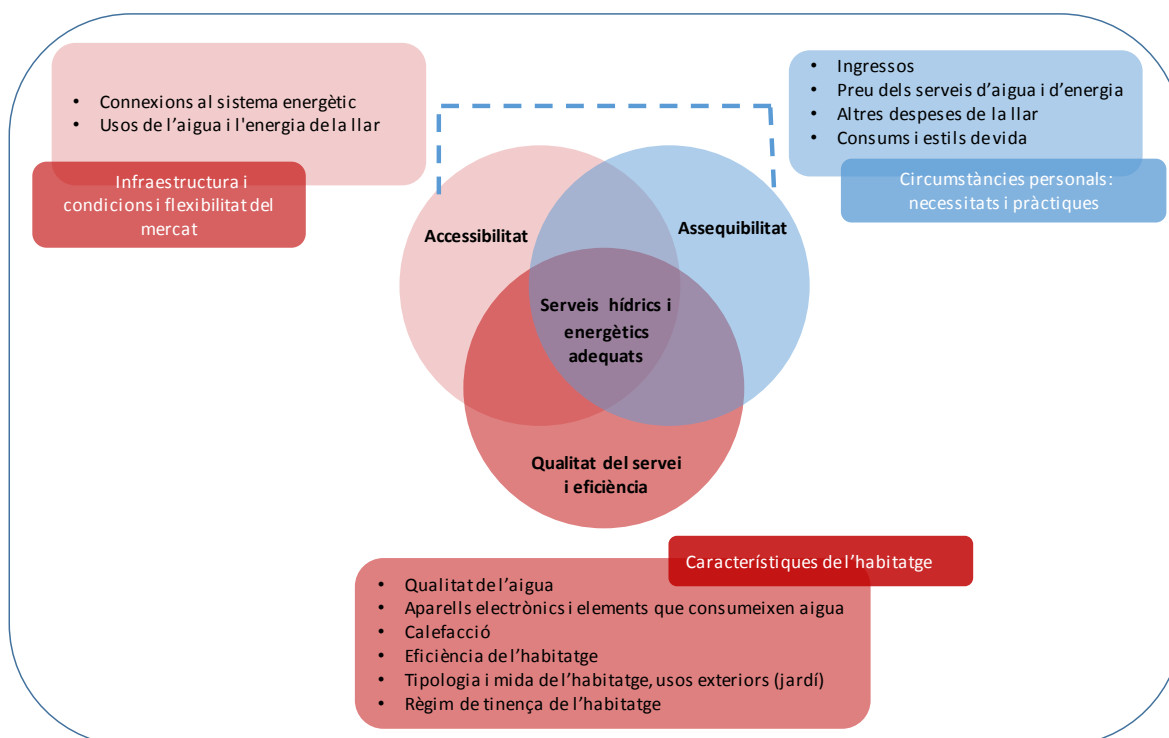 • Connexions al sistema energètic
• Usos de l'aigua i l'energia de la llar
Infraestructura i
condicions i flexibilitat del
mercat
• Ingressos
• Preu dels serveis d'aigua i d'energia
• Altres despeses de la llar
• Consums i estils de vida
Circumstàncies personals:
necessitats i pràctiques
Accessibilitat
Assequibilitat
Serveis hídrics i
energètics
adequats
Qualitat del servei
i eficiència
Característiques de l'habitatge
• Qualitat de l'aigua
• Aparells electrònics i elements que consumeixen aigua
• Calefacció
• Eficiència de l'habitatge
• Tipologia i mida de l'habitatge, usos exteriors (jardí)
• Règim de tinença de l'habitatge